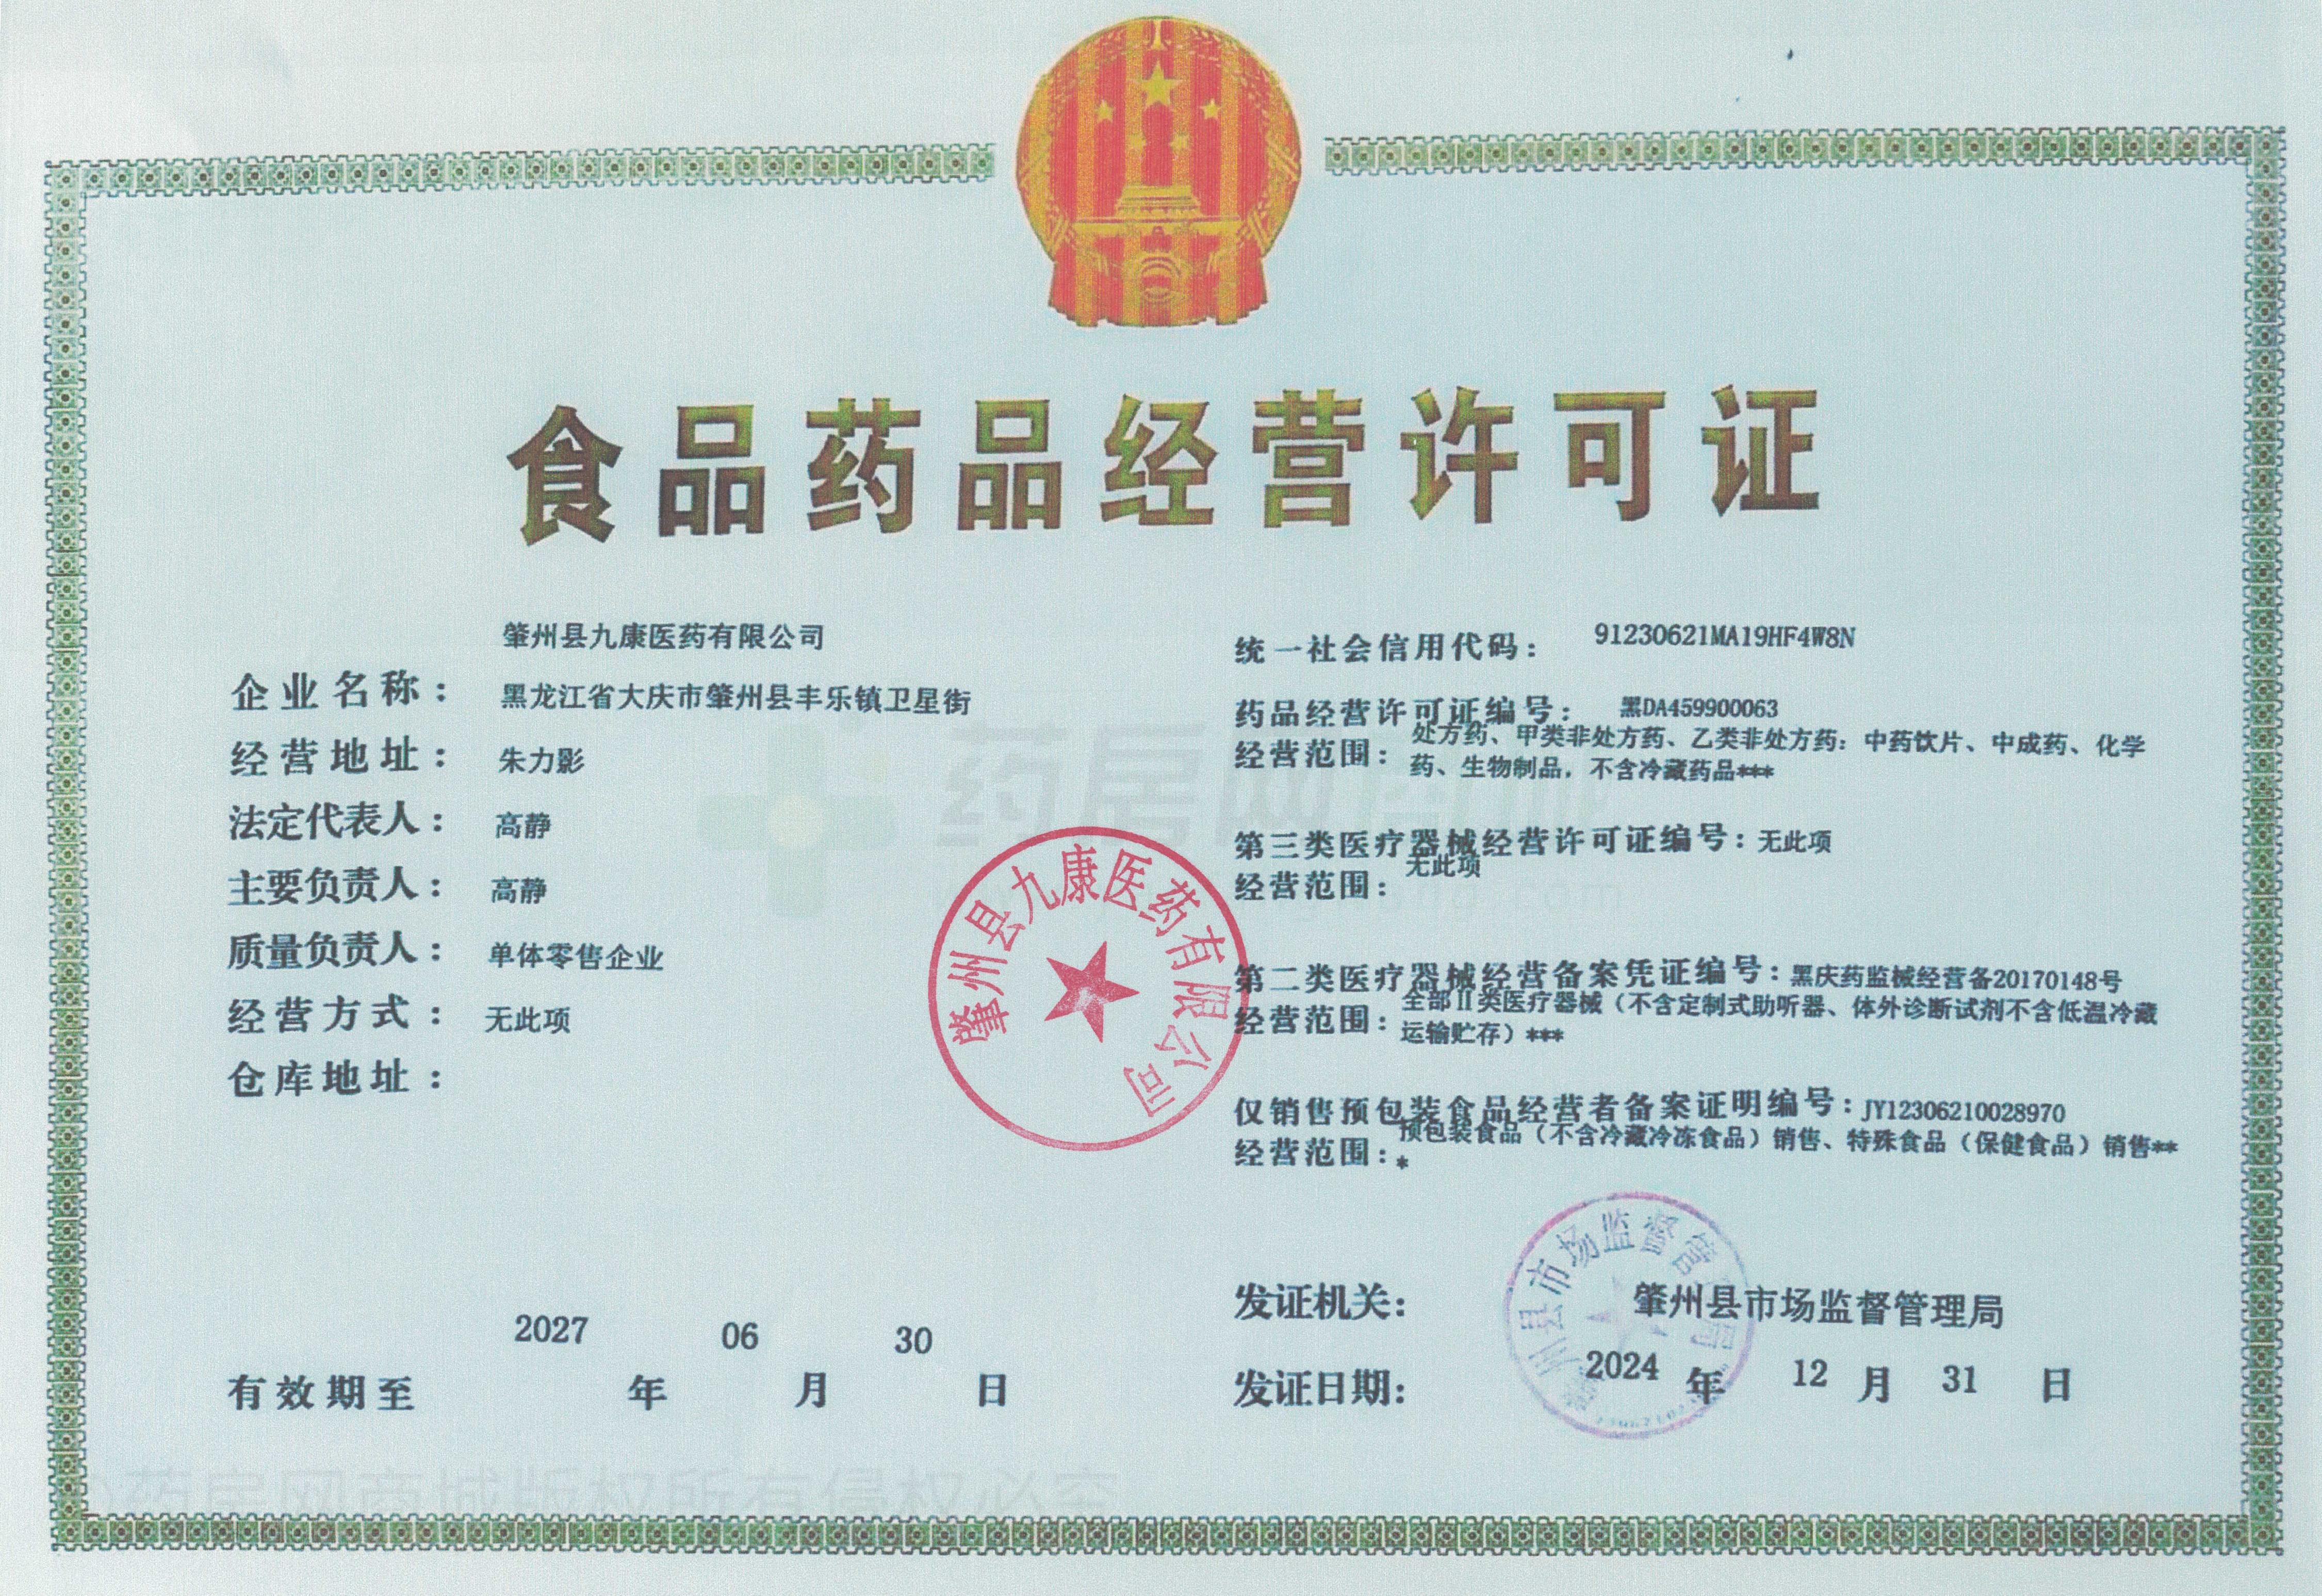 食品药品经营许可证
肇州县九康医药有限公司
企业名称：
黑龙江省大庆市肇州县丰乐镇卫星街
经营地址：
朱力影
法定代表人：
高静
主要负责人：
高静
质量负责人：
单体零售企业
经营方式：
无此项
仓库地址：
统一社会信用代码： 91230621MA19HF4W8N
药品经营许可证编号： 黑DA459900063
经营范围：
处方药、甲类非处方药、乙类非处方药：中药饮片、中成药、化学
药、生物制品，不含冷藏药品***
第三类医疗器械经营许可证编号：无此项
经营范围：
无此项
第二类医疗器械经营备案凭证编号：黑庆药监械经营备20170148号
经营范围：
全部Ⅱ类医疗器械（不含定制式助听器、体外诊断试剂不含低温冷藏
运输贮存）***
仅销售预包装食品经营者备案证明编号：JY12306210028970
经营范围：
预包装食品（不含冷藏冷冻食品）销售、特殊食品（保健食品）销售**
*
肇州县九康医药有限公司
有效期至 2027 年 06 月 30 日
发证机关： 肇州县市场监督管理局
发证日期： 2024 年 12 月 31 日
药房网商城版权所有侵权必究